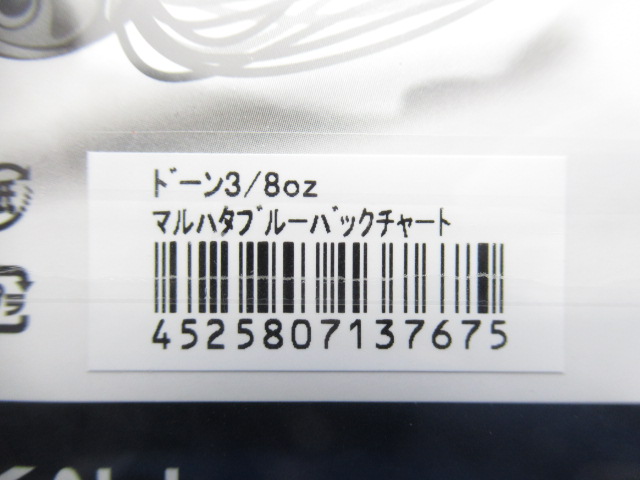 ﾄﾞｰﾝ3/8oz
ﾏﾙﾊﾀﾌﾞﾙｰﾊﾞｯｸﾁｬｰﾄ
4525807137675